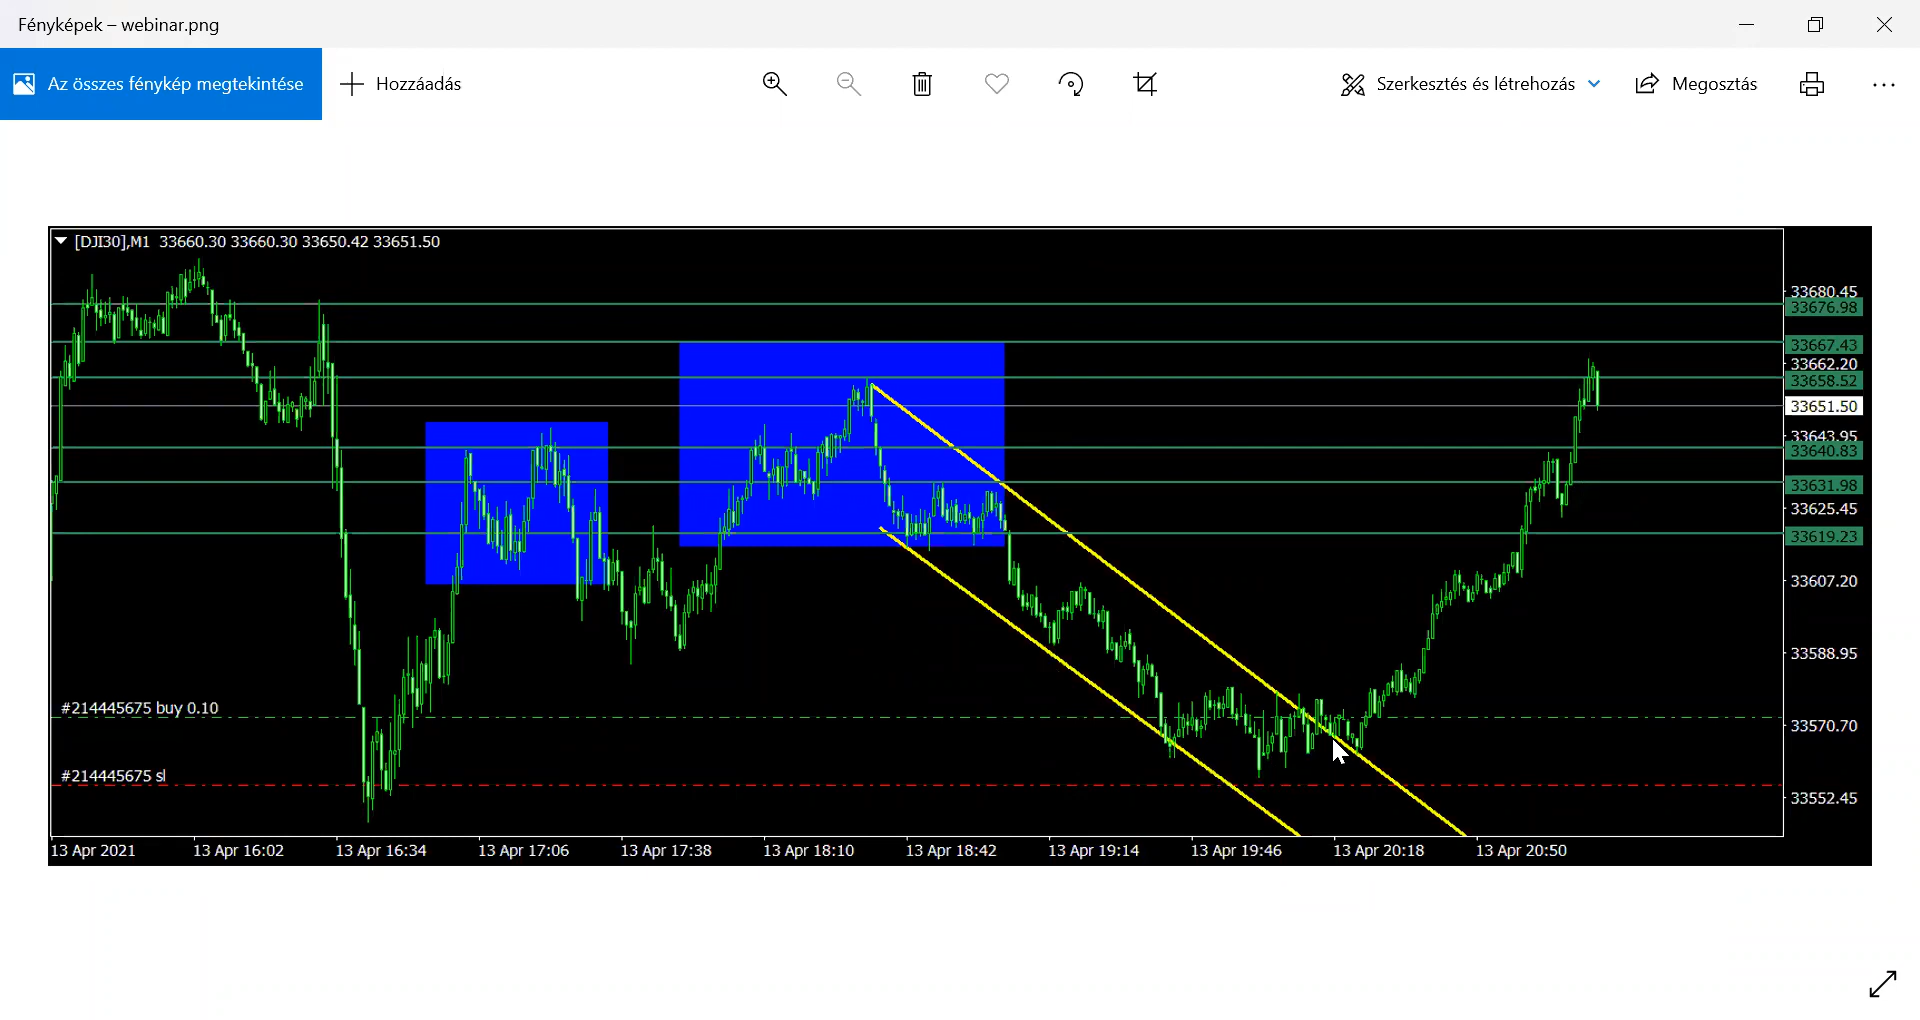 Fényképek – webinar.png
Az összes fénykép megtekintése
Hozzáadás
Szerkesztés és létrehozás
Megosztás
[DJI30],M1 33660.30 33660.30 33650.42 33651.50
33680.45
33676.98
33667.43
33662.20
33658.52
33651.50
33643.95
33640.83
33631.98
33625.45
33619.23
33607.20
33588.95
#214445675 buy 0.10
33570.70
#214445675 sl
33552.45
13 Apr 2021
13 Apr 16:02
13 Apr 16:34
13 Apr 17:06
13 Apr 17:38
13 Apr 18:10
13 Apr 18:42
13 Apr 19:14
13 Apr 19:46
13 Apr 20:18
13 Apr 20:50